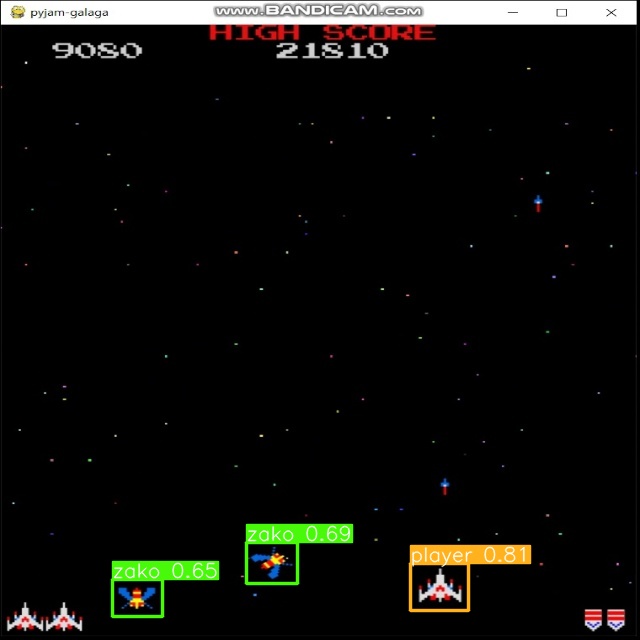 www.BANDICAM.com
pyjam-galaga
HIGH SCORE
9080 21810
zako 0.69
player 0.81
zako 0.65